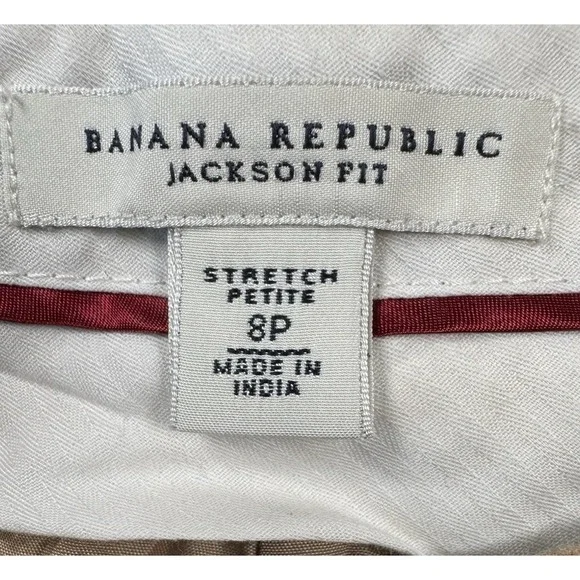 BANANA REPUBLIC
JACKSON FIT
STRETCH
PETITE
8P
MADE IN
INDIA